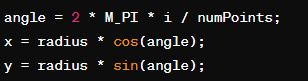 angle = 2 * M_PI * i / numPoints;
x = radius * cos(angle);
y = radius * sin(angle);